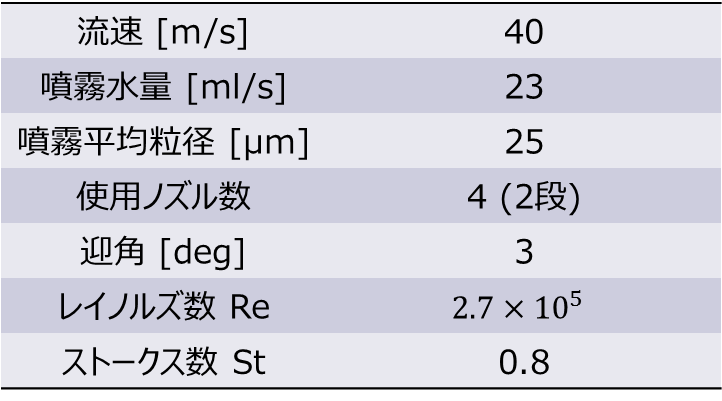 流速 [m/s] 40
噴霧水量 [ml/s] 23
噴霧平均粒径 [μm] 25
使用ノズル数 4 (2段)
迎角 [deg] 3
レイノルズ数 Re 2.7 × 10⁵
ストークス数 St 0.8